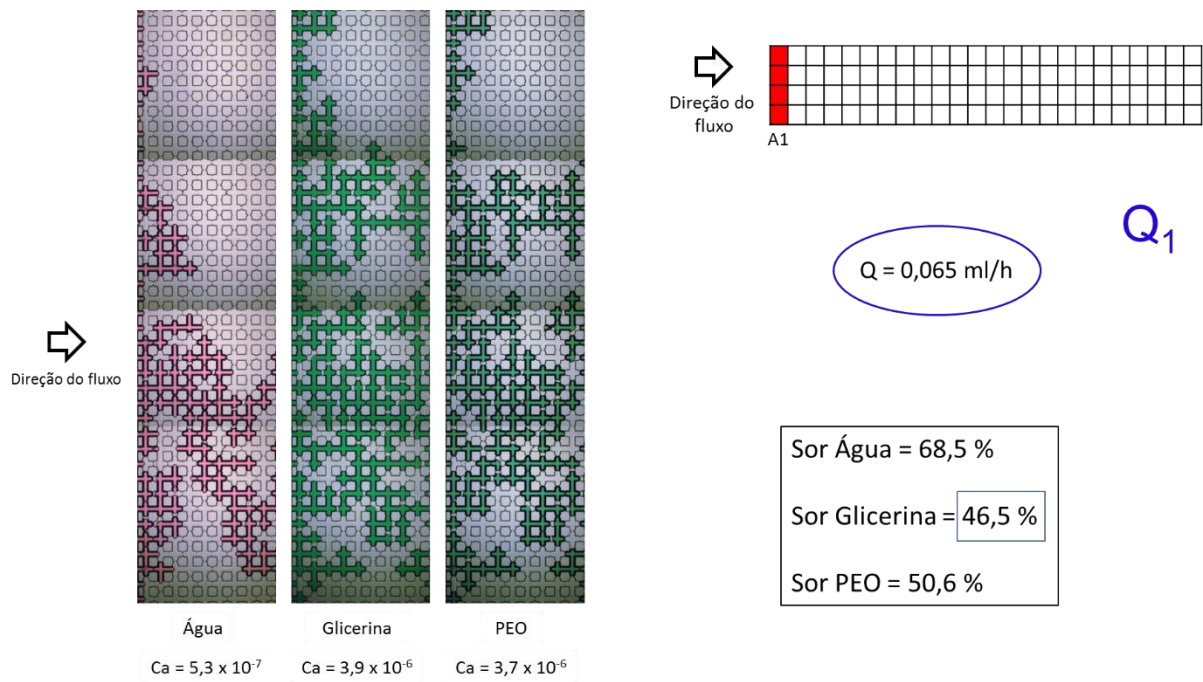 Direção do fluxo
Água
Glicerina
PEO
Ca = 5,3 x 10⁻⁷
Ca = 3,9 x 10⁻⁶
Ca = 3,7 x 10⁻⁶
Direção do
fluxo
A1
Q₁
Q = 0,065 ml/h
Sor Água = 68,5 %
Sor Glicerina = 46,5 %
Sor PEO = 50,6 %